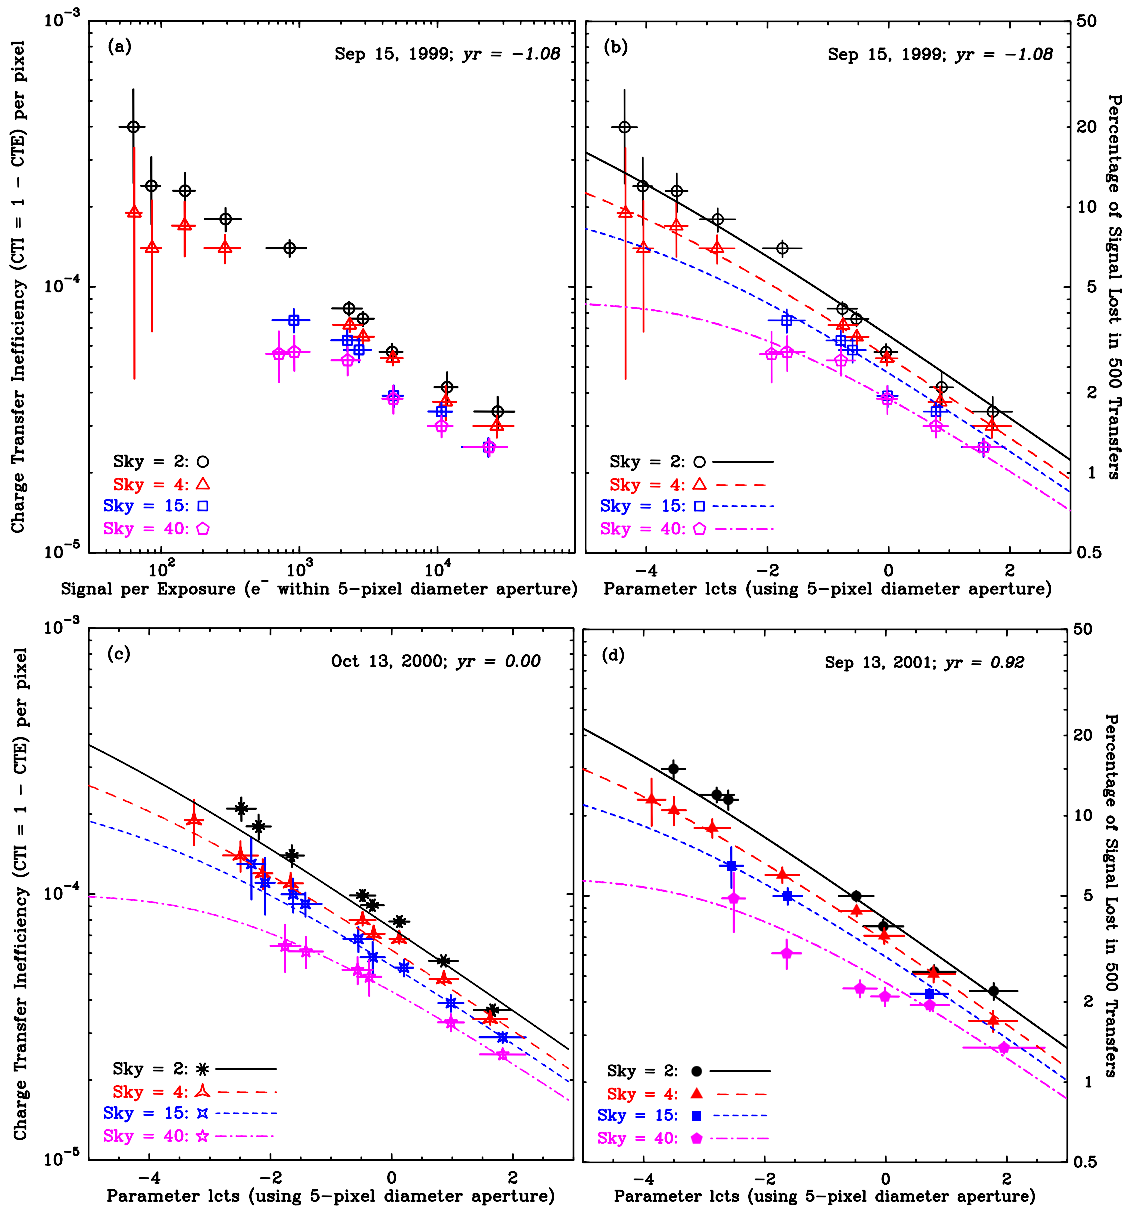 (a)
Sep 15, 1999; yr = −1.08
10⁻³
10⁻⁴
10⁻⁵
Charge Transfer Inefficiency (CTI = 1 − CTE) per pixel
Sky = 2:
Sky = 4:
Sky = 15:
Sky = 40:
10² 10³ 10⁴
Signal per Exposure (e⁻ within 5-pixel diameter aperture)
(b)
Sep 15, 1999; yr = −1.08
50
20
10
5
2
1
0.5
Percentage of Signal Lost in 500 Transfers
Sky = 2:
Sky = 4:
Sky = 15:
Sky = 40:
−4 −2 0 2
Parameter lcts (using 5-pixel diameter aperture)
(c)
Oct 13, 2000; yr = 0.00
10⁻³
10⁻⁴
10⁻⁵
Charge Transfer Inefficiency (CTI = 1 − CTE) per pixel
Sky = 2:
Sky = 4:
Sky = 15:
Sky = 40:
−4 −2 0 2
Parameter lcts (using 5-pixel diameter aperture)
(d)
Sep 13, 2001; yr = 0.92
50
20
10
5
2
1
0.5
Percentage of Signal Lost in 500 Transfers
Sky = 2:
Sky = 4:
Sky = 15:
Sky = 40:
−4 −2 0 2
Parameter lcts (using 5-pixel diameter aperture)